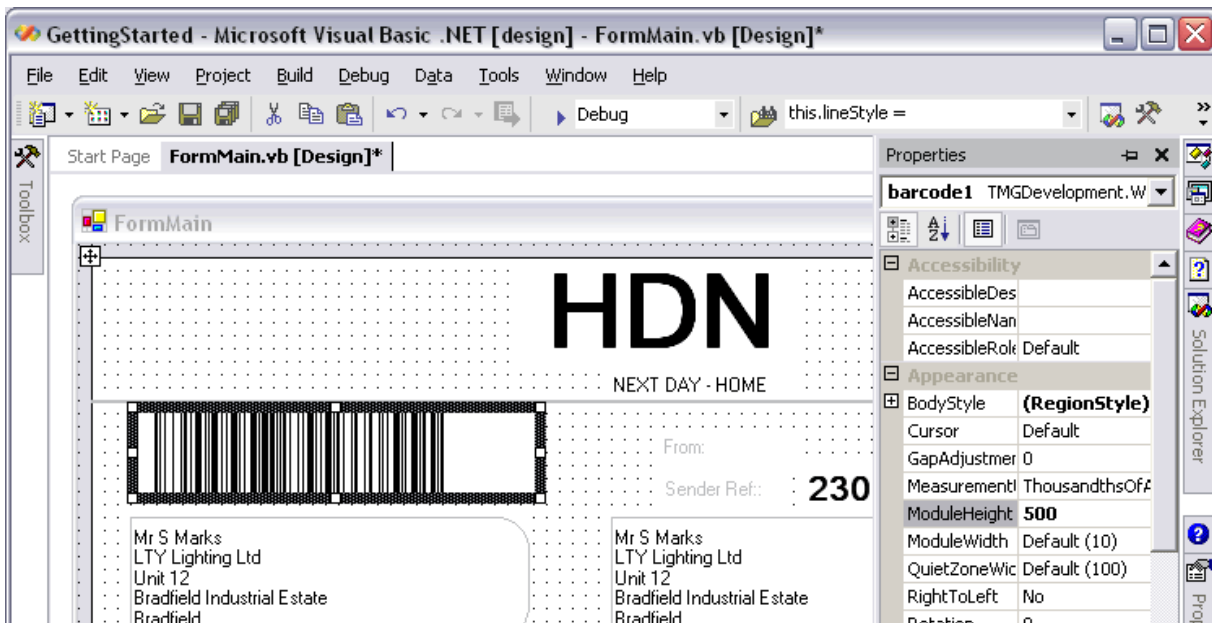 GettingStarted - Microsoft Visual Basic .NET [design] - FormMain.vb [Design]*
File Edit View Project Build Debug Data Tools Window Help
Debug this.lineStyle =
Toolbox
Start Page FormMain.vb [Design]*
FormMain
HDN
NEXT DAY - HOME
From:
Sender Ref::
230
Mr S Marks
LTY Lighting Ltd
Unit 12
Bradfield Industrial Estate
Bradfield
Mr S Marks
LTY Lighting Ltd
Unit 12
Bradfield Industrial Estate
Bradfield
Properties
barcode1 TMGDevelopment.W
Accessibility
AccessibleDes
AccessibleNan
AccessibleRole Default
Appearance
BodyStyle (RegionStyle)
Cursor Default
GapAdjustmer 0
Measurement ThousandthsOfA
ModuleHeight 500
ModuleWidth Default (10)
QuietZoneWic Default (100)
RightToLeft No
Rotation 0
Solution Explorer
Prop